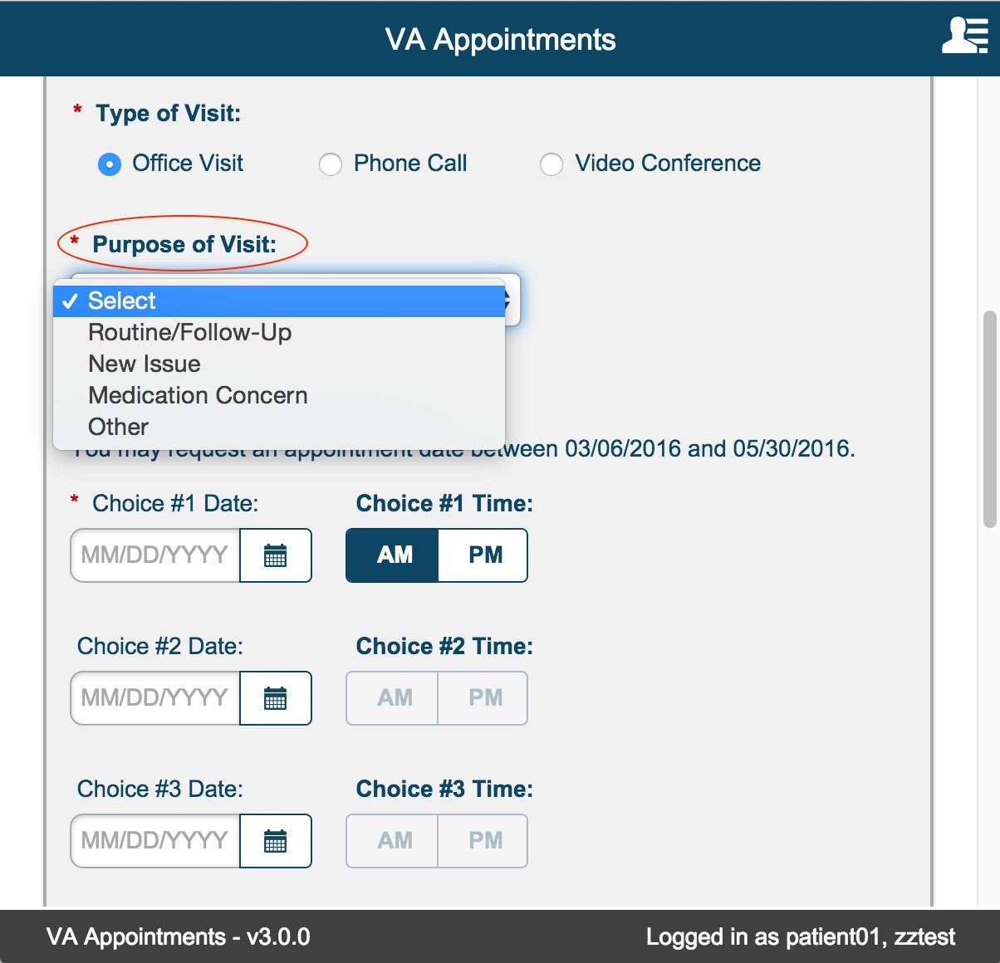 VA Appointments
* Type of Visit:
Office Visit Phone Call Video Conference
* Purpose of Visit:
✓ Select
Routine/Follow-Up
New Issue
Medication Concern
Other
You may request an appointment date between 03/06/2016 and 05/30/2016.
* Choice #1 Date: Choice #1 Time:
MM/DD/YYYY AM PM
Choice #2 Date: Choice #2 Time:
MM/DD/YYYY AM PM
Choice #3 Date: Choice #3 Time:
MM/DD/YYYY AM PM
VA Appointments - v3.0.0 Logged in as patient01, zztest